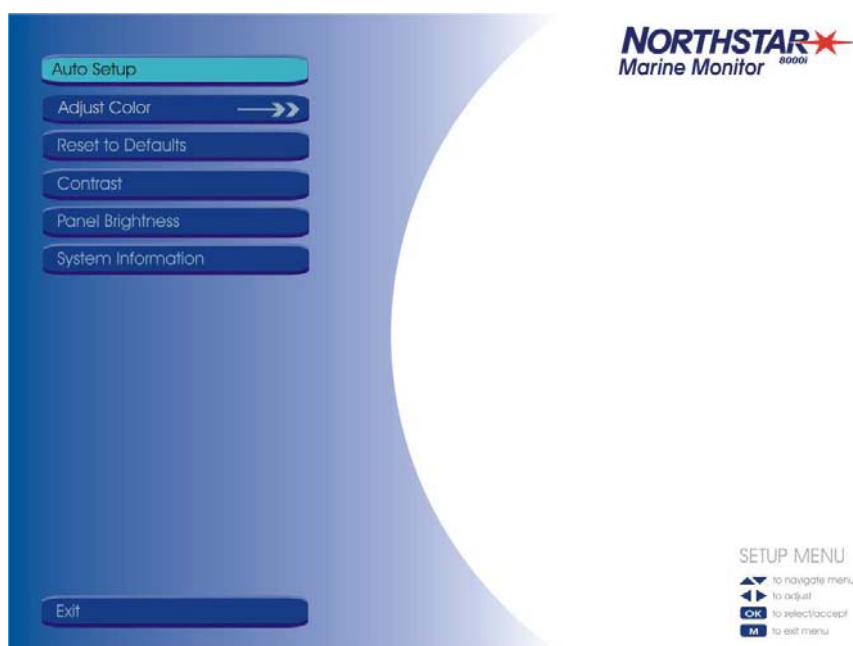 NORTHSTAR
8000i
Marine Monitor
Auto Setup
Adjust Color
Reset to Defaults
Contrast
Panel Brightness
System Information
Exit
SETUP MENU
to navigate menu
to adjust
OK to select/accept
M to exit menu